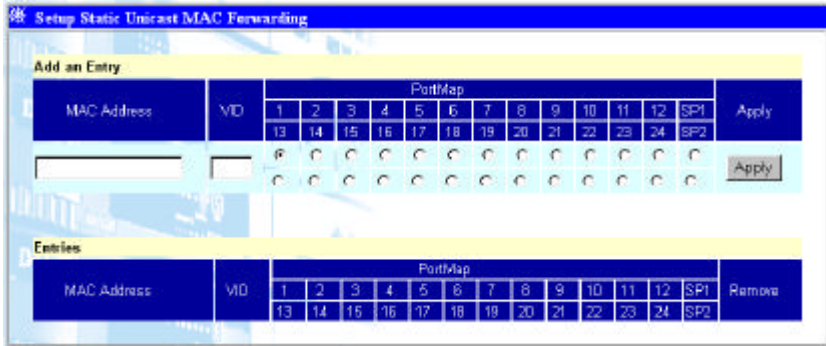 Setup Static Unicast MAC Forwarding
Add an Entry
PortMap
MAC Address VID 1 2 3 4 5 6 7 8 9 10 11 12 SP1 Apply
13 14 15 16 17 18 19 20 21 22 23 24 SP2
Apply
Entries
PortMap
MAC Address VID 1 2 3 4 5 6 7 8 9 10 11 12 SP1 Remove
13 14 15 16 17 18 19 20 21 22 23 24 SP2